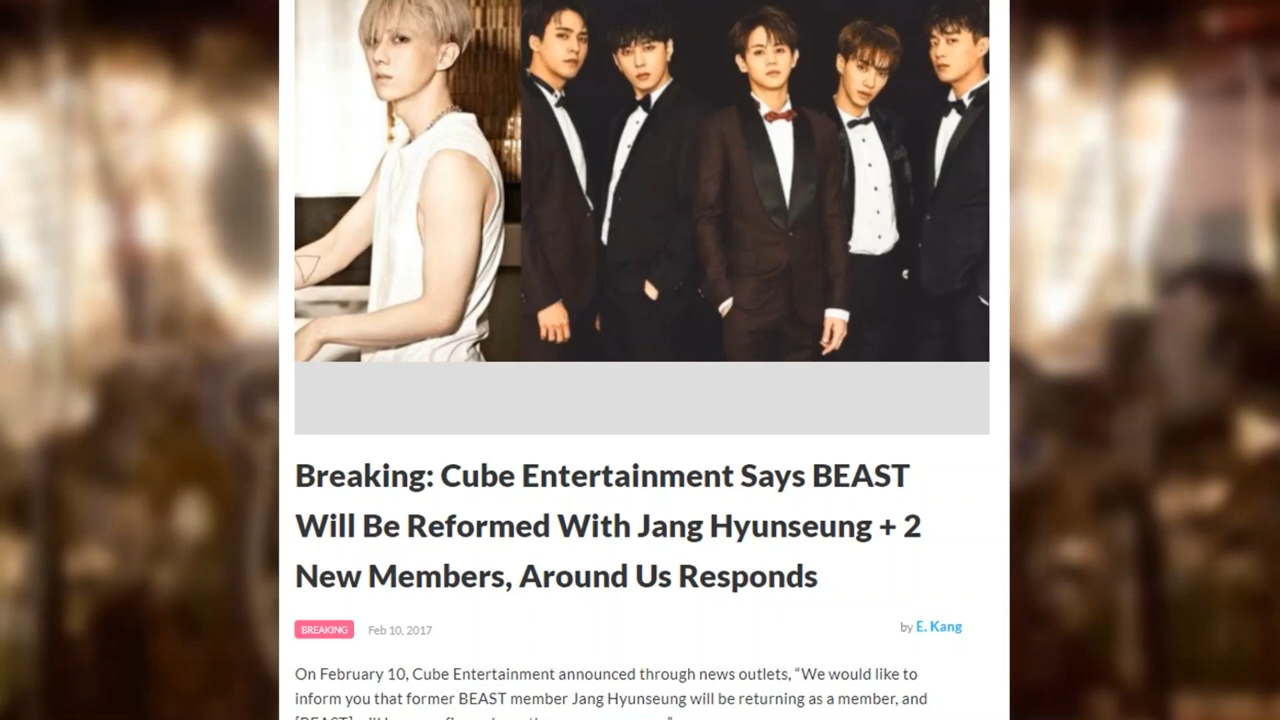 Breaking: Cube Entertainment Says BEAST
Will Be Reformed With Jang Hyunseung + 2
New Members, Around Us Responds
BREAKING Feb 10, 2017 by E. Kang
On February 10, Cube Entertainment announced through news outlets, “We would like to
inform you that former BEAST member Jang Hyunseung will be returning as a member, and